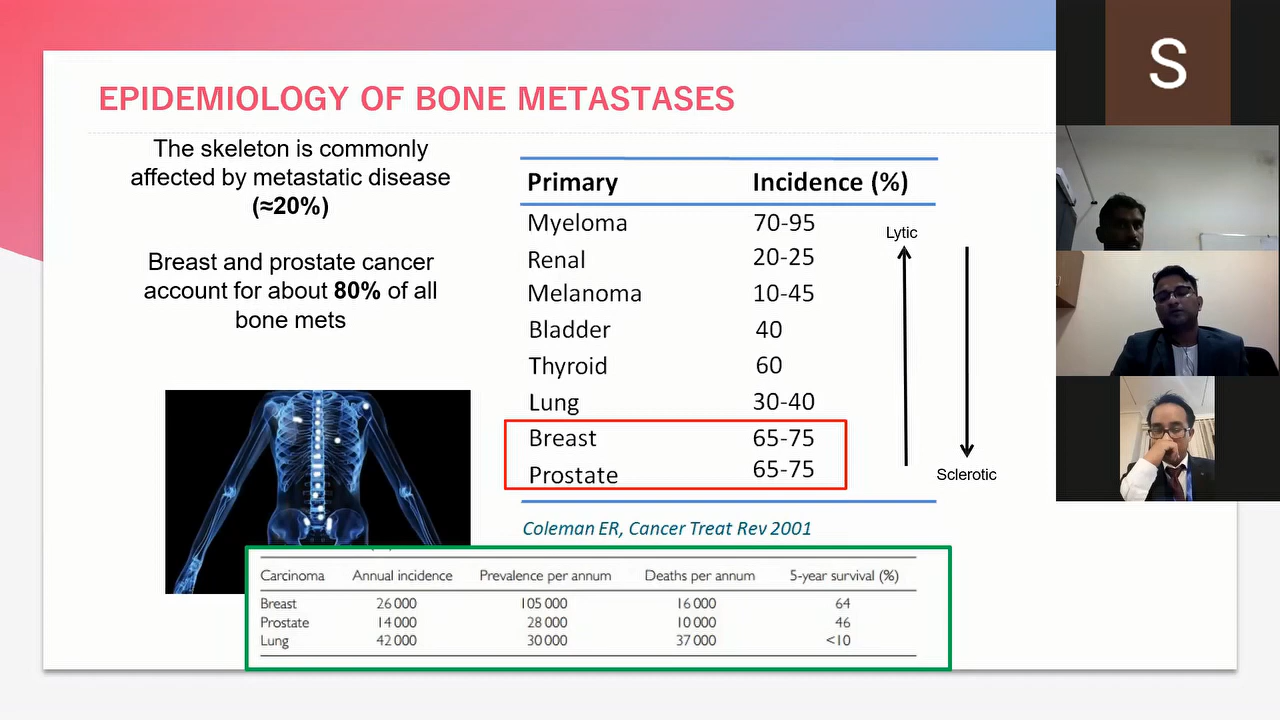 EPIDEMIOLOGY OF BONE METASTASES
The skeleton is commonly
affected by metastatic disease
(≈20%)
Breast and prostate cancer
account for about 80% of all
bone mets
Primary Incidence (%)
Myeloma 70-95
Renal 20-25
Melanoma 10-45
Bladder 40
Thyroid 60
Lung 30-40
Breast 65-75
Prostate 65-75
Lytic
Sclerotic
Coleman ER, Cancer Treat Rev 2001
Carcinoma Annual incidence Prevalence per annum Deaths per annum 5-year survival (%)
Breast 26 000 105 000 16 000 64
Prostate 14 000 28 000 10 000 46
Lung 42 000 30 000 37 000 <10
S